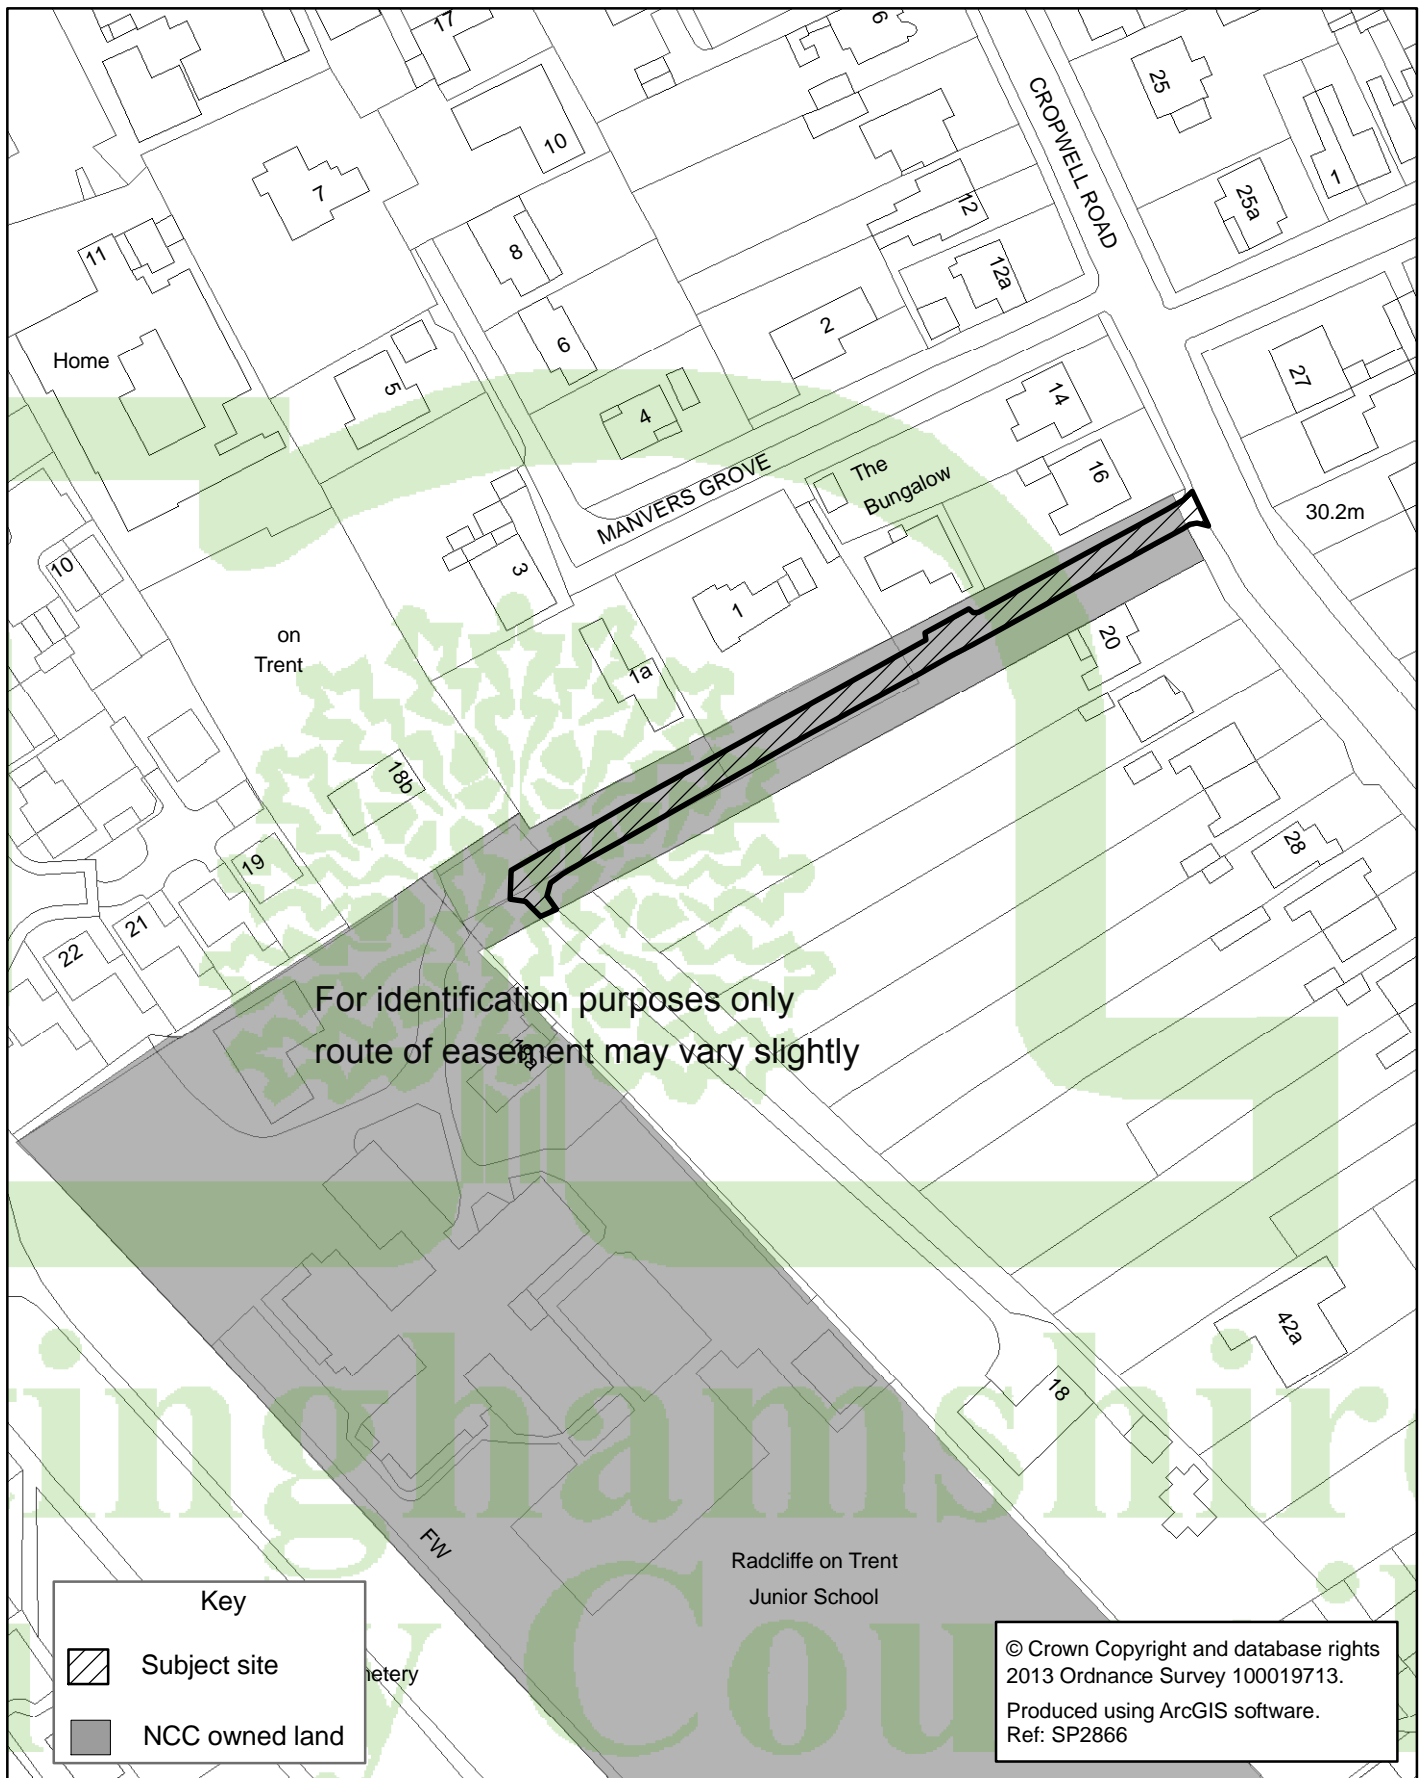 17
6
25
CROPWELL ROAD
10
7
1
12
25a
8
11
12a
2
6
Home
5
27
14
4
MANVERS GROVE
The
Bungalow
16
30.2m
10
3
1
on
Trent
20
1a
18b
19
28
21
22
For identification purposes only
route of easement may vary slightly
42a
18
inghamshire
FW
Radcliffe on Trent
Junior School
Key
Subject site
NCC owned land
netery
y Coun
© Crown Copyright and database rights
2013 Ordnance Survey 100019713.
Produced using ArcGIS software.
Ref: SP2866